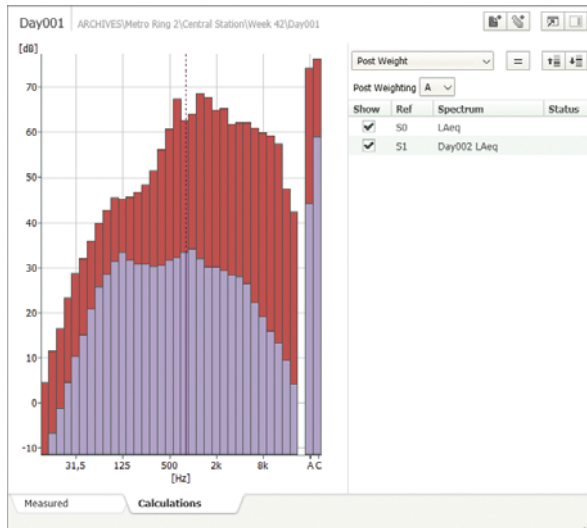 Day001 ARCHIVES\Metro Ring 2\Central Station\Week 42\Day001
[dB]
70
60
50
40
30
20
10
0
-10
31,5 125 500 2k 8k A C
[Hz]
Post Weight
=
Post Weighting A
Show Ref Spectrum Status
S0 LAeq
S1 Day002 LAeq
Measured Calculations